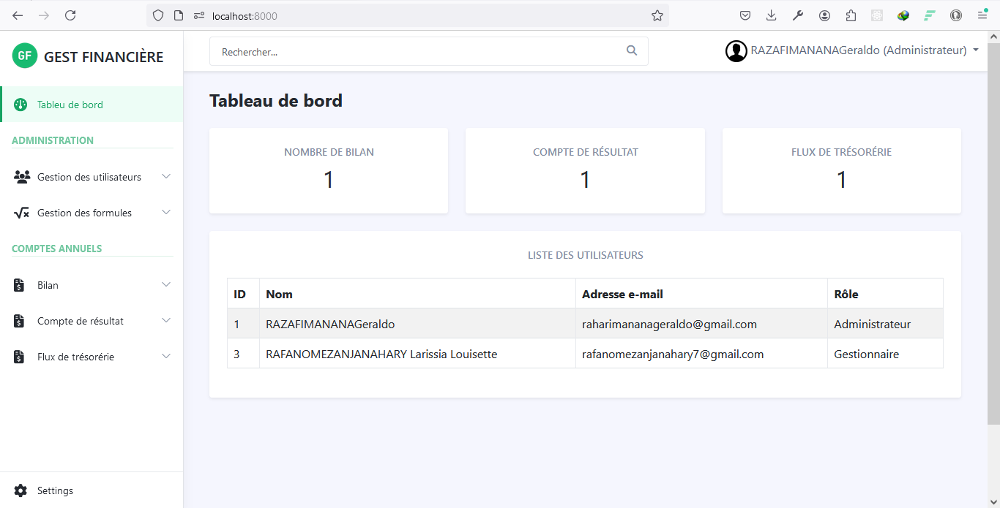 localhost:8000
GF GEST FINANCIÈRE
Rechercher...
RAZAFIMANANAGeraldo (Administrateur)
Tableu de bord
ADMINISTRATION
Gestion des utilisateurs
Gestion des formules
COMPTES ANNUELS
Bilan
Compte de résultat
Flux de trésorérie
Settings
Tableau de bord
NOMBRE DE BILAN
1
COMPTE DE RÉSULTAT
1
FLUX DE TRÉSORÉRIE
1
LISTE DES UTILISATEURS
ID Nom Adresse e-mail Rôle
1 RAZAFIMANANAGeraldo raharimananageraldo@gmail.com Administrateur
3 RAFANOMEZANJANAHARY Larissia Louisette rafanomezanjanahary7@gmail.com Gestionnaire